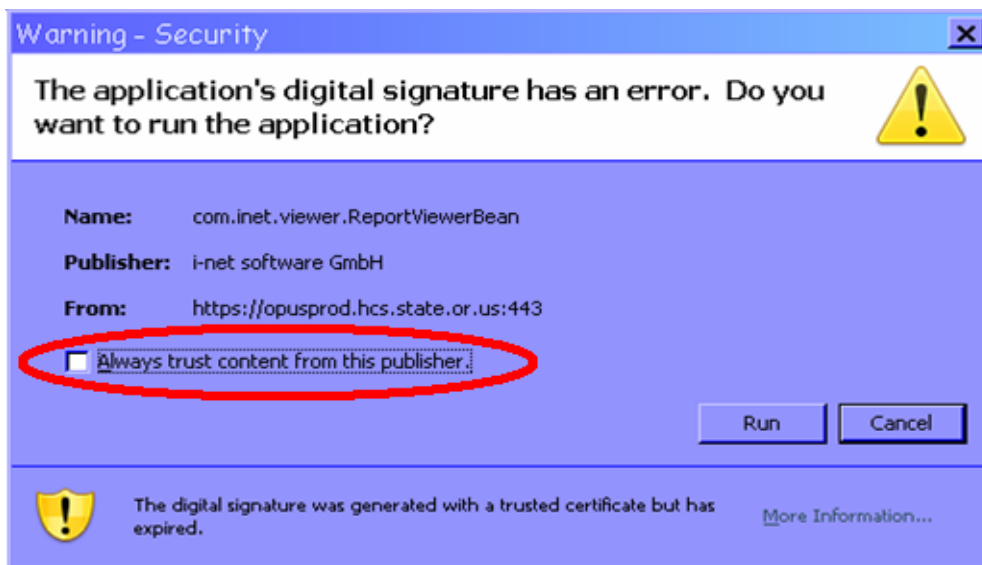 Warning - Security
The application's digital signature has an error. Do you
want to run the application?
Name: com.inet.viewer.ReportViewerBean
Publisher: i-net software GmbH
From: https://opusprod.hcs.state.or.us:443
Always trust content from this publisher.
Run Cancel
The digital signature was generated with a trusted certificate but has
expired.
More Information...